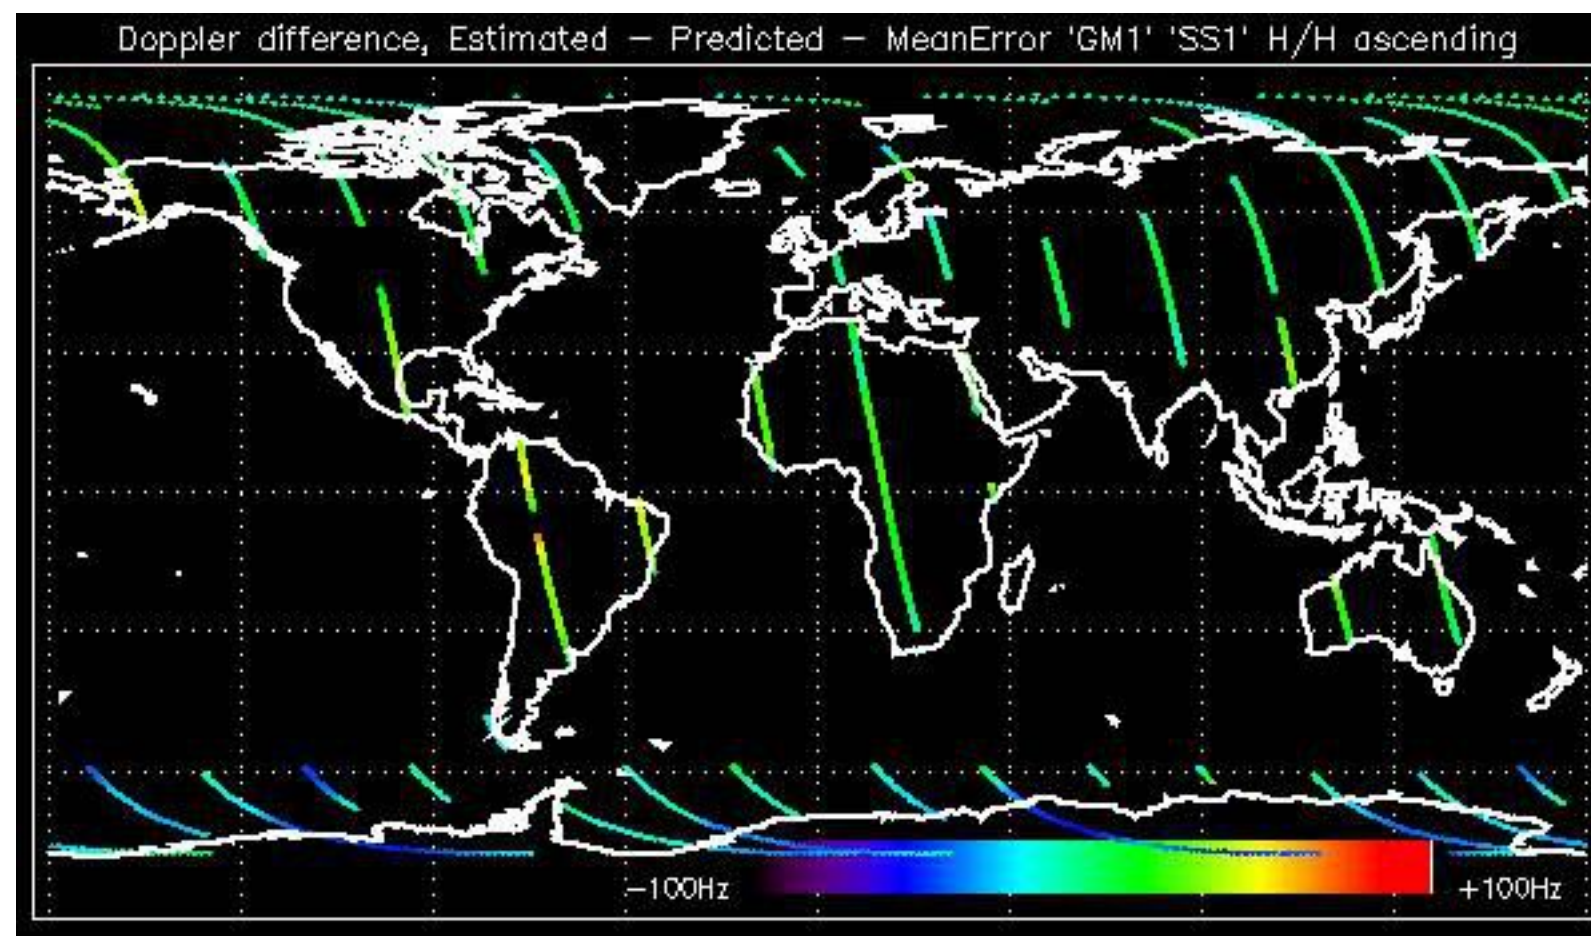 Doppler difference, Estimated − Predicted − MeanError 'GM1' 'SS1' H/H ascending
−100Hz
+100Hz